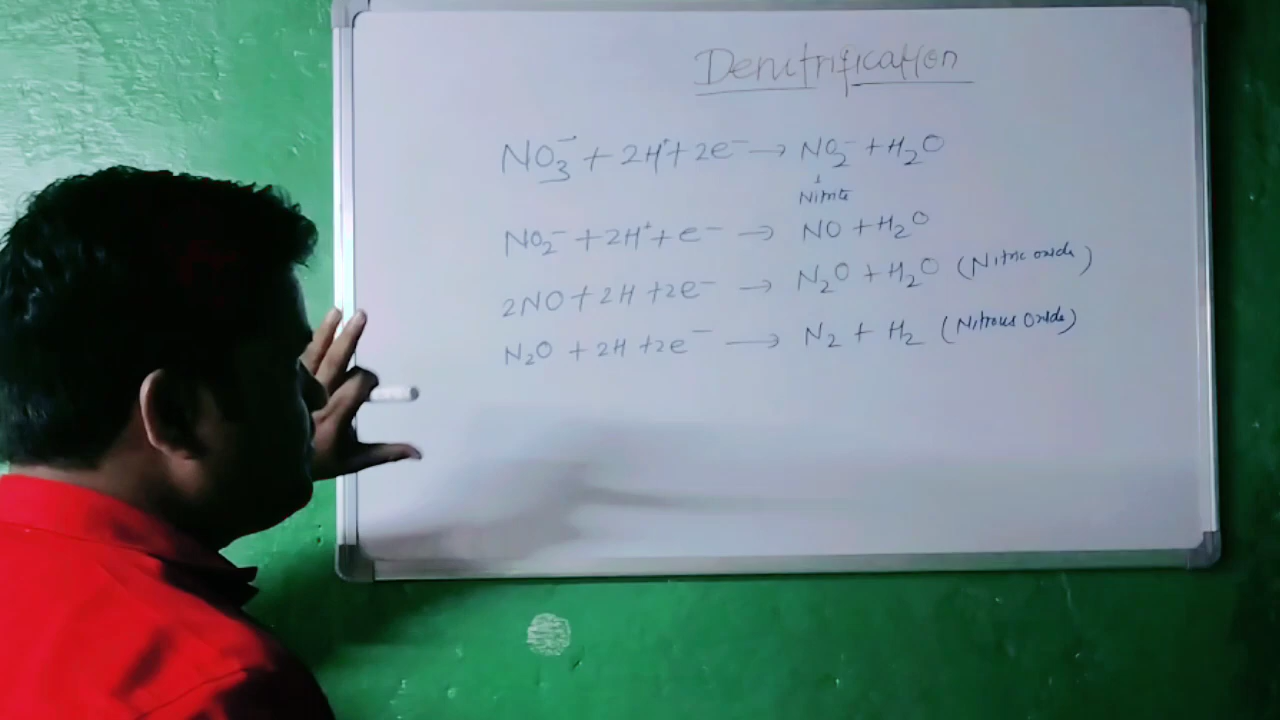 Denitrification
NO₃⁻ + 2H⁺ + 2e⁻ → NO₂⁻ + H₂O
↓
Nitrite
NO₂⁻ + 2H⁺ + e⁻ → NO + H₂O
2NO + 2H + 2e⁻ → N₂O + H₂O (Nitric oxide)
N₂O + 2H + 2e⁻ → N₂ + H₂ (Nitrous Oxide)